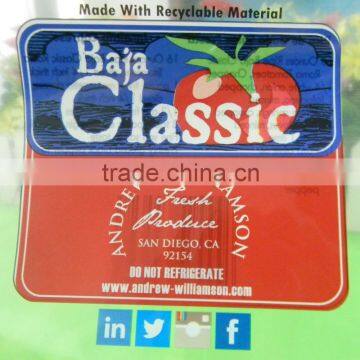 Made With Recyclable Material
Baja
Classic
trade.china.cn
ANDREW WILLIAMSON
Fresh
Produce
SAN DIEGO, CA
92154
DO NOT REFRIGERATE
www.andrew-williamson.com
in f